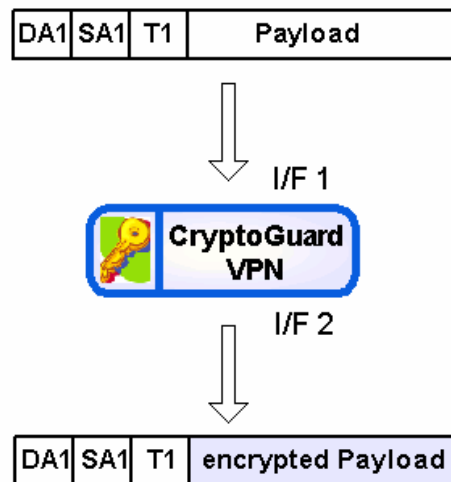 DA1 SA1 T1 Payload
I/F 1
CryptoGuard
VPN
I/F 2
DA1 SA1 T1 encrypted Payload